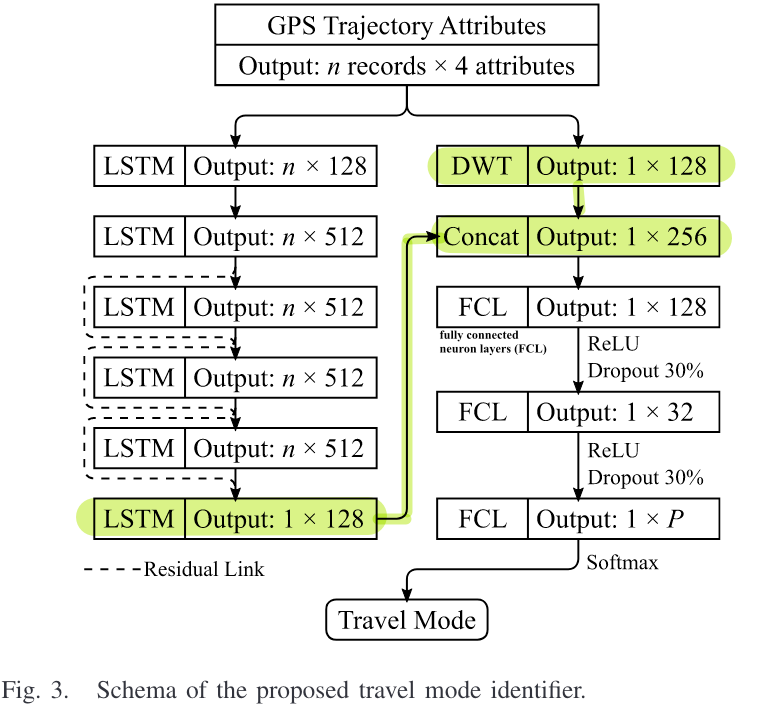 GPS Trajectory Attributes
Output: n records × 4 attributes
LSTM Output: n × 128
LSTM Output: n × 512
LSTM Output: n × 512
LSTM Output: n × 512
LSTM Output: n × 512
LSTM Output: 1 × 128
Residual Link
DWT Output: 1 × 128
Concat Output: 1 × 256
FCL Output: 1 × 128
fully connected
neuron layers (FCL)
ReLU
Dropout 30%
FCL Output: 1 × 32
ReLU
Dropout 30%
FCL Output: 1 × P
Softmax
Travel Mode
Fig. 3. Schema of the proposed travel mode identifier.